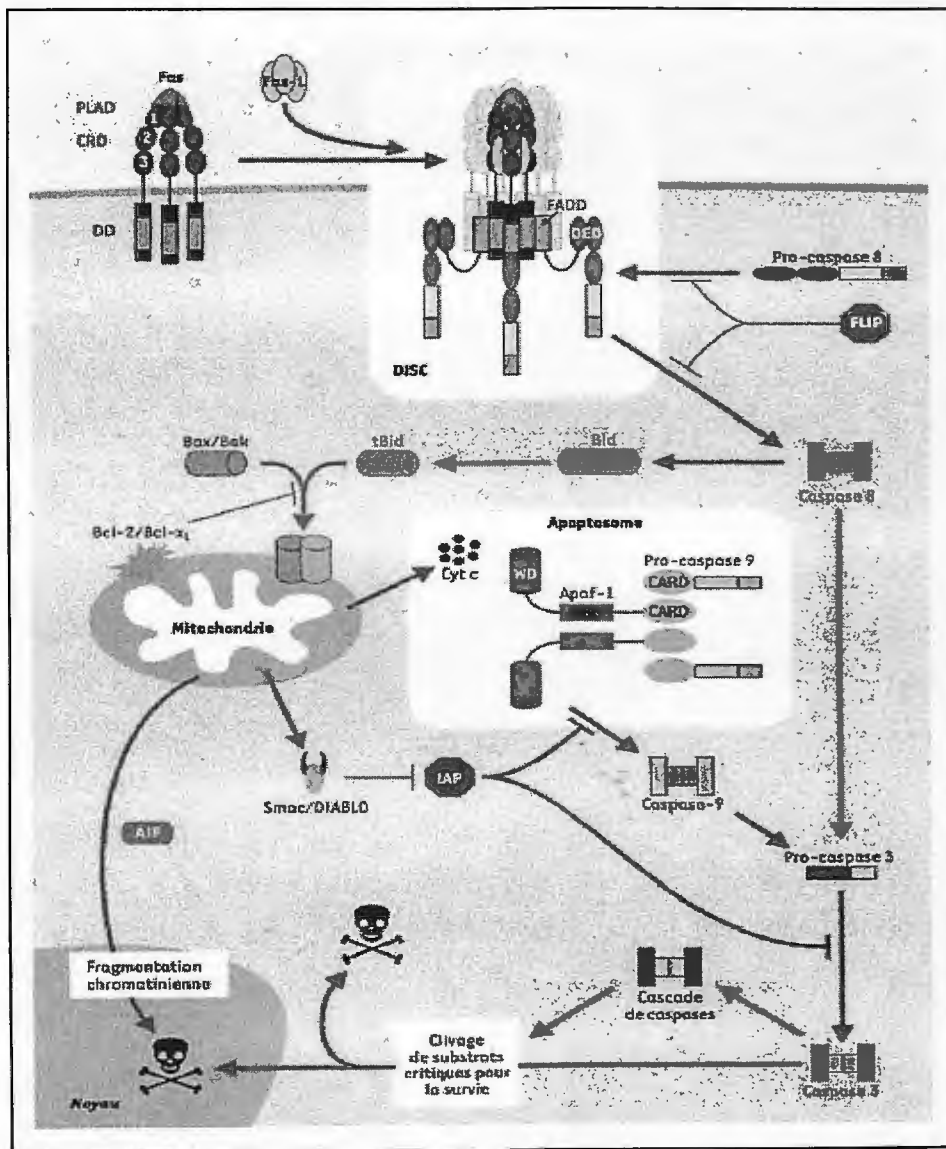 Fas
Fas-L
PLAD
CRD
1
2
3
DD
FADD
DED
Pro-caspase 8
FLIP
DISC
Bax/Bak
tBid
Bid
Caspase 8
Bcl-2/Bcl-xL
Apoptosome
Cyt c
WD
Apaf-1
Pro-caspase 9
CARD
CARD
Mitochondrie
Smac/DIABLO
IAP
Caspase-9
AIF
Pro-caspase 3
Fragmentation
chromatinienne
Cascade
de caspases
Clivage
de substrats
critiques pour
la survie
Caspase 3
Noyau